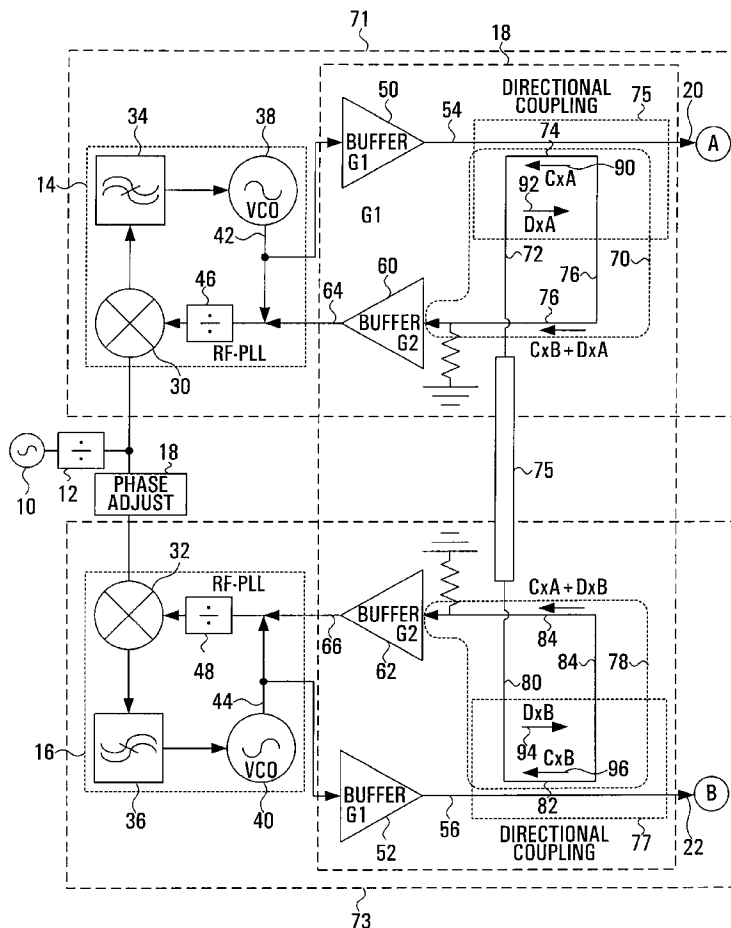 71
18
DIRECTIONAL
COUPLING
75
20
50
54
74
A
34
38
BUFFER
G1
14
VCO
92
CxA
90
42
G1
DxA
46
64
60
72
76
70
÷
BUFFER
G2
76
RF-PLL
CxB + DxA
30
18
10
÷
12
PHASE
ADJUST
75
32
RF-PLL
CxA + DxB
÷
BUFFER
G2
84
48
66
62
84
78
44
80
DxB
16
94
CxB
96
VCO
BUFFER
G1
82
B
36
40
52
56
DIRECTIONAL
COUPLING
77
22
73